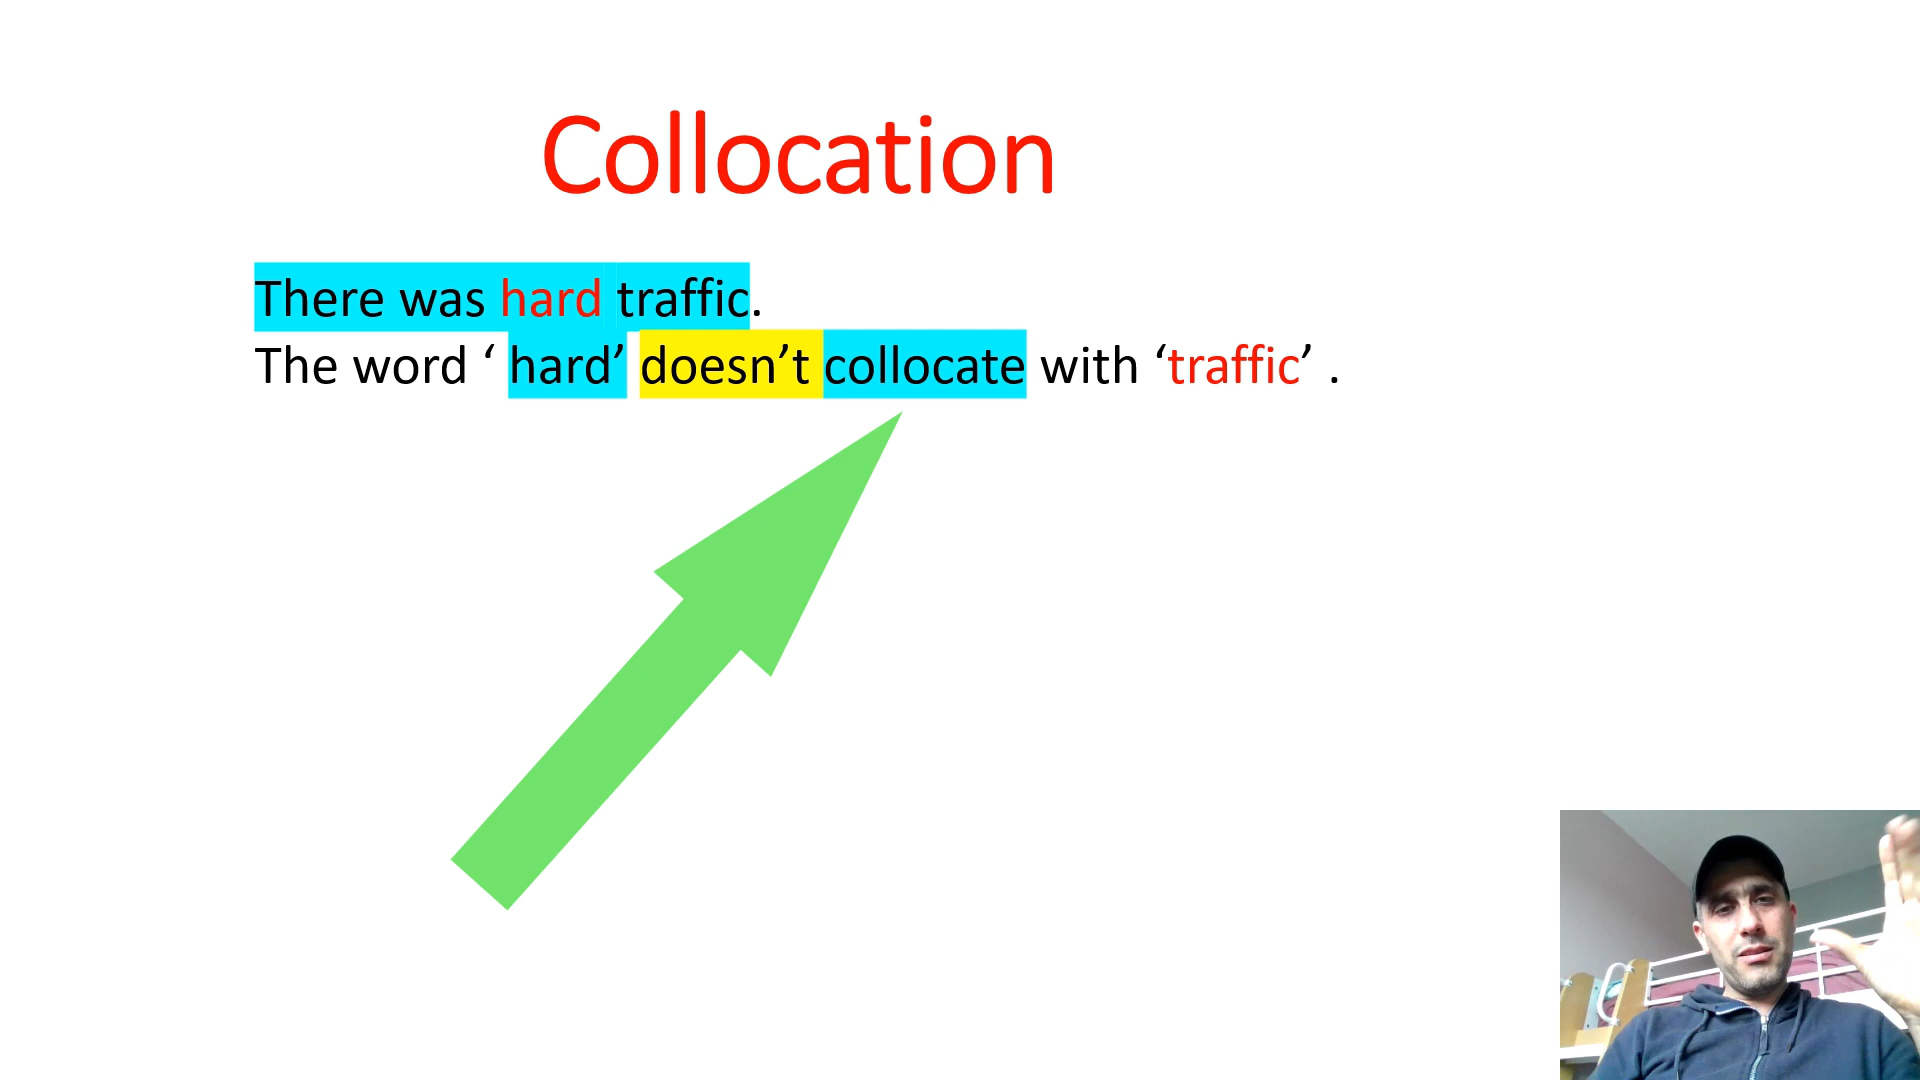 Collocation
There was hard traffic.
The word ‘ hard’ doesn’t collocate with ‘traffic’ .